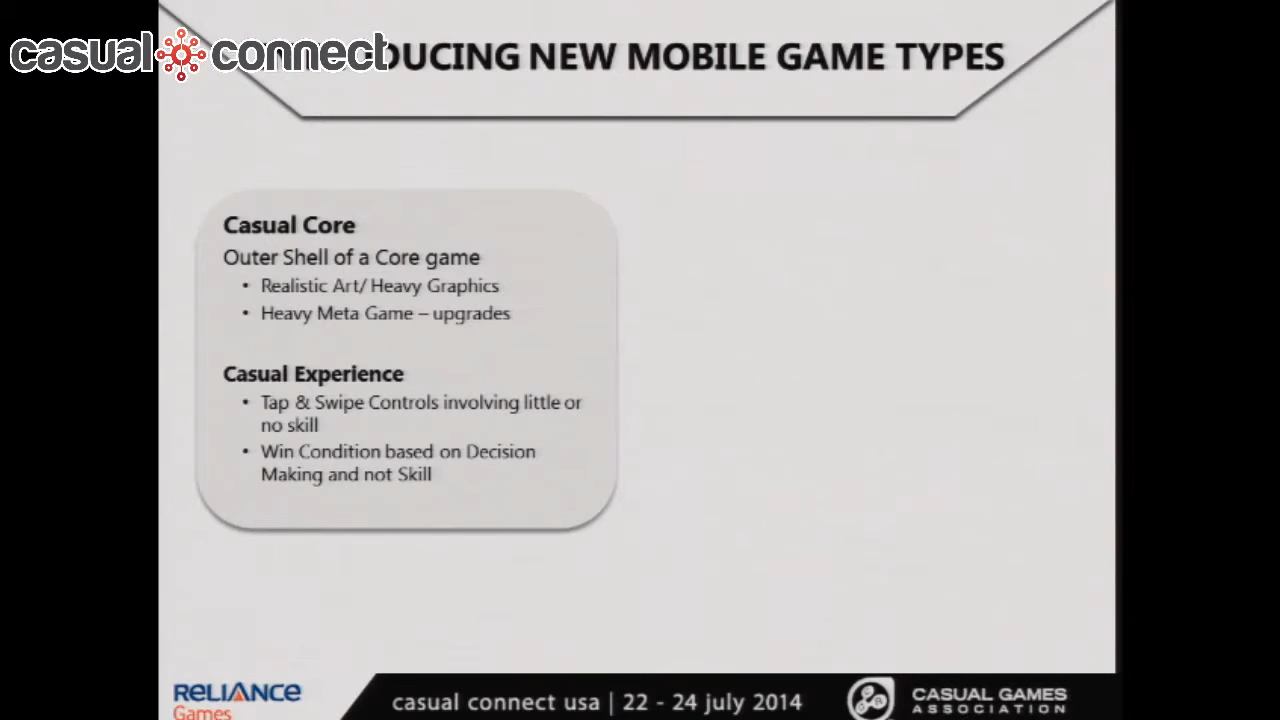 casual connect
DUCING NEW MOBILE GAME TYPES
Casual Core
Outer Shell of a Core game
• Realistic Art/ Heavy Graphics
• Heavy Meta Game – upgrades
Casual Experience
• Tap & Swipe Controls involving little or
no skill
• Win Condition based on Decision
Making and not Skill
RELIANCE
Games
casual connect usa | 22 - 24 july 2014
CASUAL GAMES
ASSOCIATION